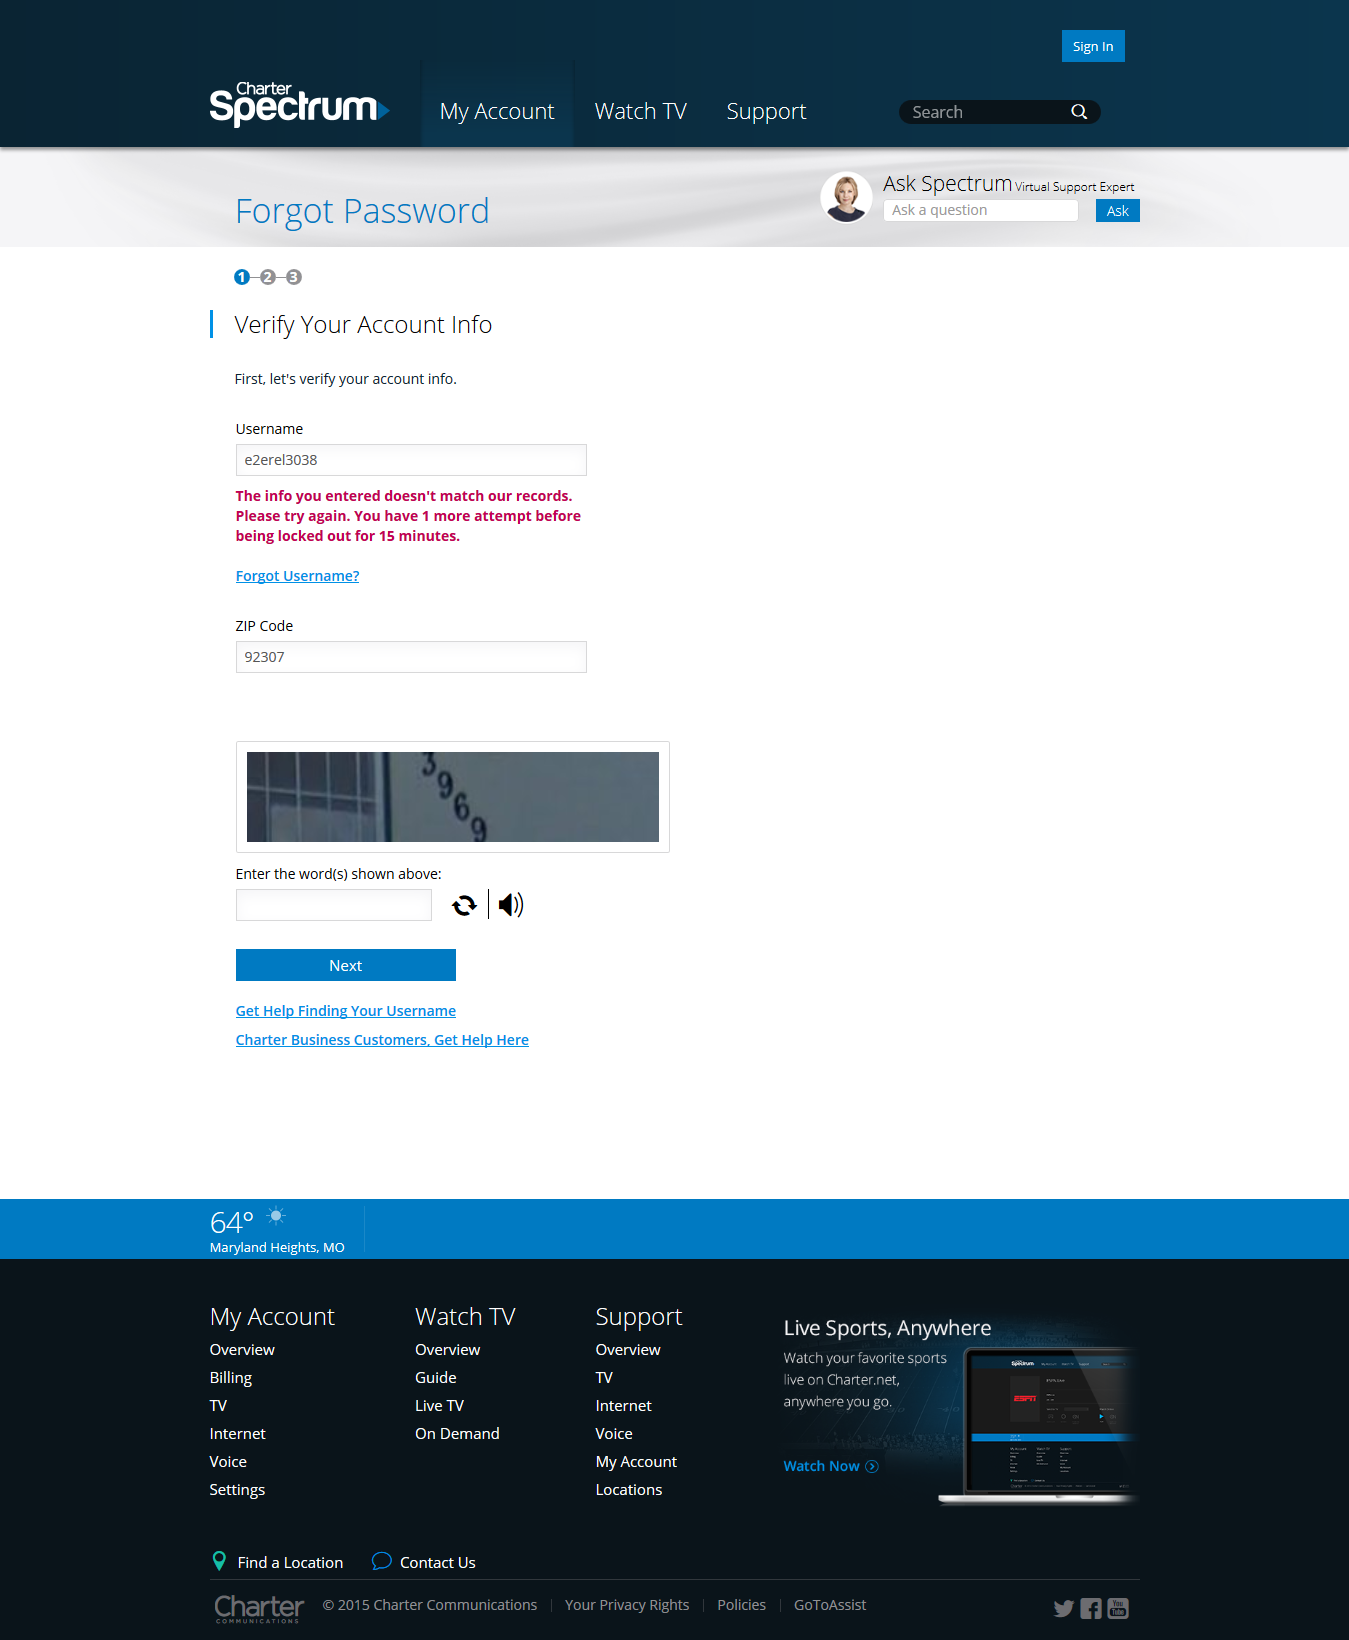 Sign In
Charter
Spectrum
My Account
Watch TV
Support
Search
Forgot Password
Ask Spectrum Virtual Support Expert
Ask a question
Ask
1 2 3
Verify Your Account Info
First, let's verify your account info.
Username
e2erel3038
The info you entered doesn't match our records.
Please try again. You have 1 more attempt before
being locked out for 15 minutes.
Forgot Username?
ZIP Code
92307
3969
Enter the word(s) shown above:
Next
Get Help Finding Your Username
Charter Business Customers, Get Help Here
64°
Maryland Heights, MO
My Account
Overview
Billing
TV
Internet
Voice
Settings
Watch TV
Overview
Guide
Live TV
On Demand
Support
Overview
TV
Internet
Voice
My Account
Locations
Live Sports, Anywhere
Watch your favorite sports
live on Charter.net,
anywhere you go.
Watch Now
Spectrum
ESPN
Find a Location
Contact Us
Charter
COMMUNICATIONS
© 2015 Charter Communications
Your Privacy Rights
Policies
GoToAssist
You
Tube